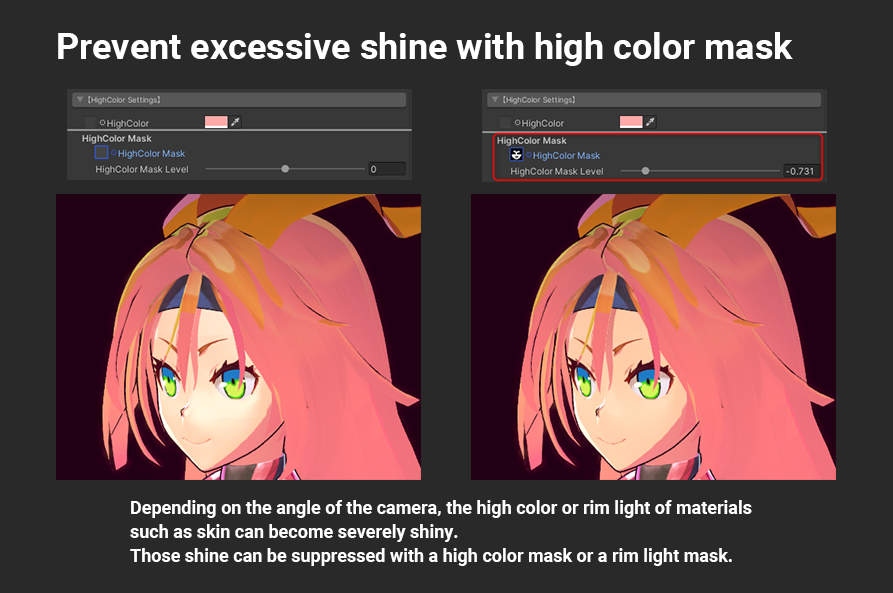 Prevent excessive shine with high color mask
【HighColor Settings】
HighColor
HighColor Mask
HighColor Mask
HighColor Mask Level 0
【HighColor Settings】
HighColor
HighColor Mask
HighColor Mask
HighColor Mask Level -0.731
Depending on the angle of the camera, the high color or rim light of materials
such as skin can become severely shiny.
Those shine can be suppressed with a high color mask or a rim light mask.